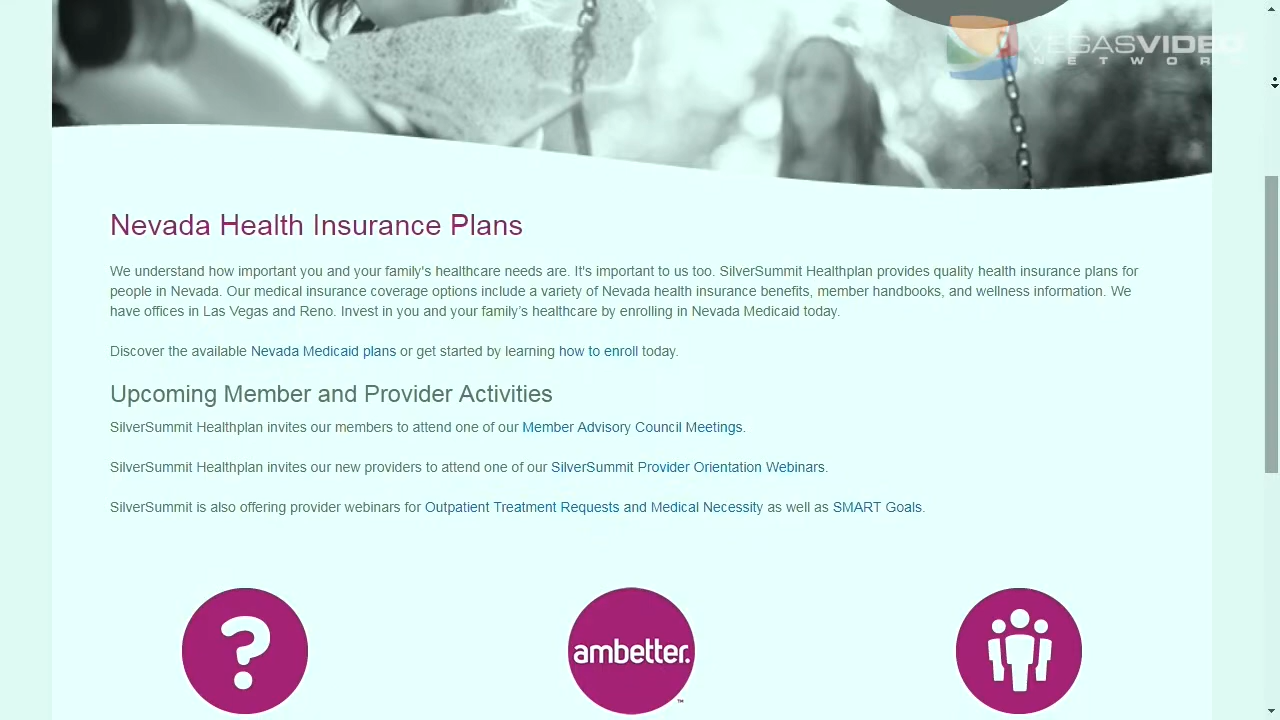 VEGASVIDEO
NETWORK
Nevada Health Insurance Plans
We understand how important you and your family's healthcare needs are. It's important to us too. SilverSummit Healthplan provides quality health insurance plans for
people in Nevada. Our medical insurance coverage options include a variety of Nevada health insurance benefits, member handbooks, and wellness information. We
have offices in Las Vegas and Reno. Invest in you and your family’s healthcare by enrolling in Nevada Medicaid today.
Discover the available Nevada Medicaid plans or get started by learning how to enroll today.
Upcoming Member and Provider Activities
SilverSummit Healthplan invites our members to attend one of our Member Advisory Council Meetings.
SilverSummit Healthplan invites our new providers to attend one of our SilverSummit Provider Orientation Webinars.
SilverSummit is also offering provider webinars for Outpatient Treatment Requests and Medical Necessity as well as SMART Goals.
?
ambetter.
™